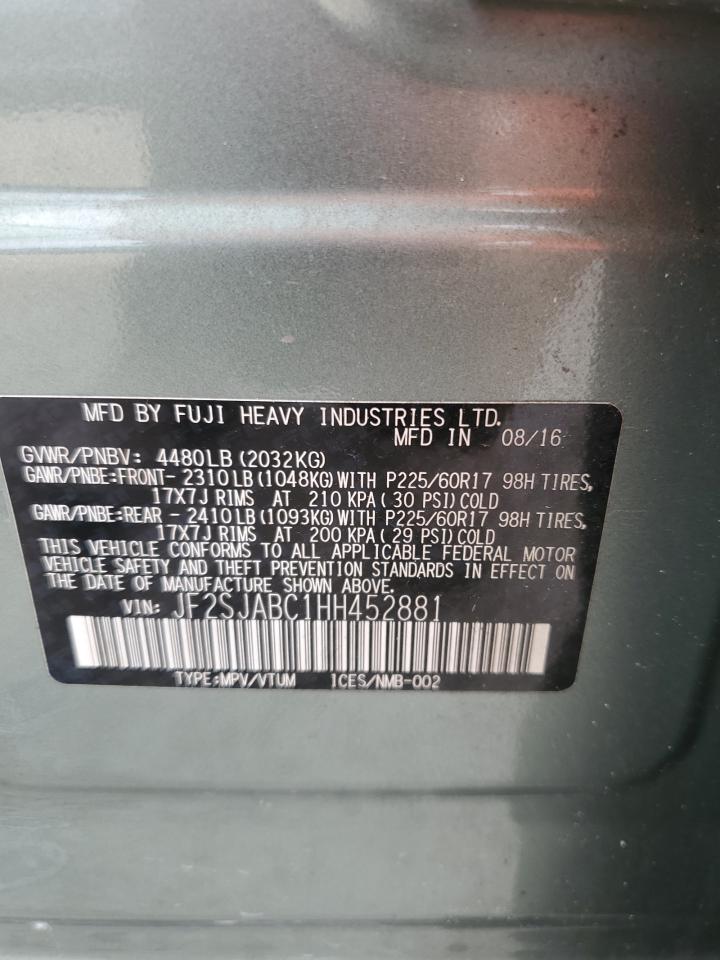 MFD BY FUJI HEAVY INDUSTRIES LTD.
MFD IN 08/16
GVWR/PNBV: 4480LB (2032KG)
GAWR/PNBE:FRONT- 2310LB (1048KG) WITH P225/60R17 98H TIRES,
17X7J RIMS AT 210 KPA ( 30 PSI) COLD
GAWR/PNBE:REAR - 2410LB (1093KG) WITH P225/60R17 98H TIRES,
17X7J RIMS AT 200 KPA ( 29 PSI) COLD
THIS VEHICLE CONFORMS TO ALL APPLICABLE FEDERAL MOTOR
VEHICLE SAFETY AND THEFT PREVENTION STANDARDS IN EFFECT ON
THE DATE OF MANUFACTURE SHOWN ABOVE.
VIN: JF2SJABC1HH452881
TYPE:MPV/VTUM ICES/NMB-002